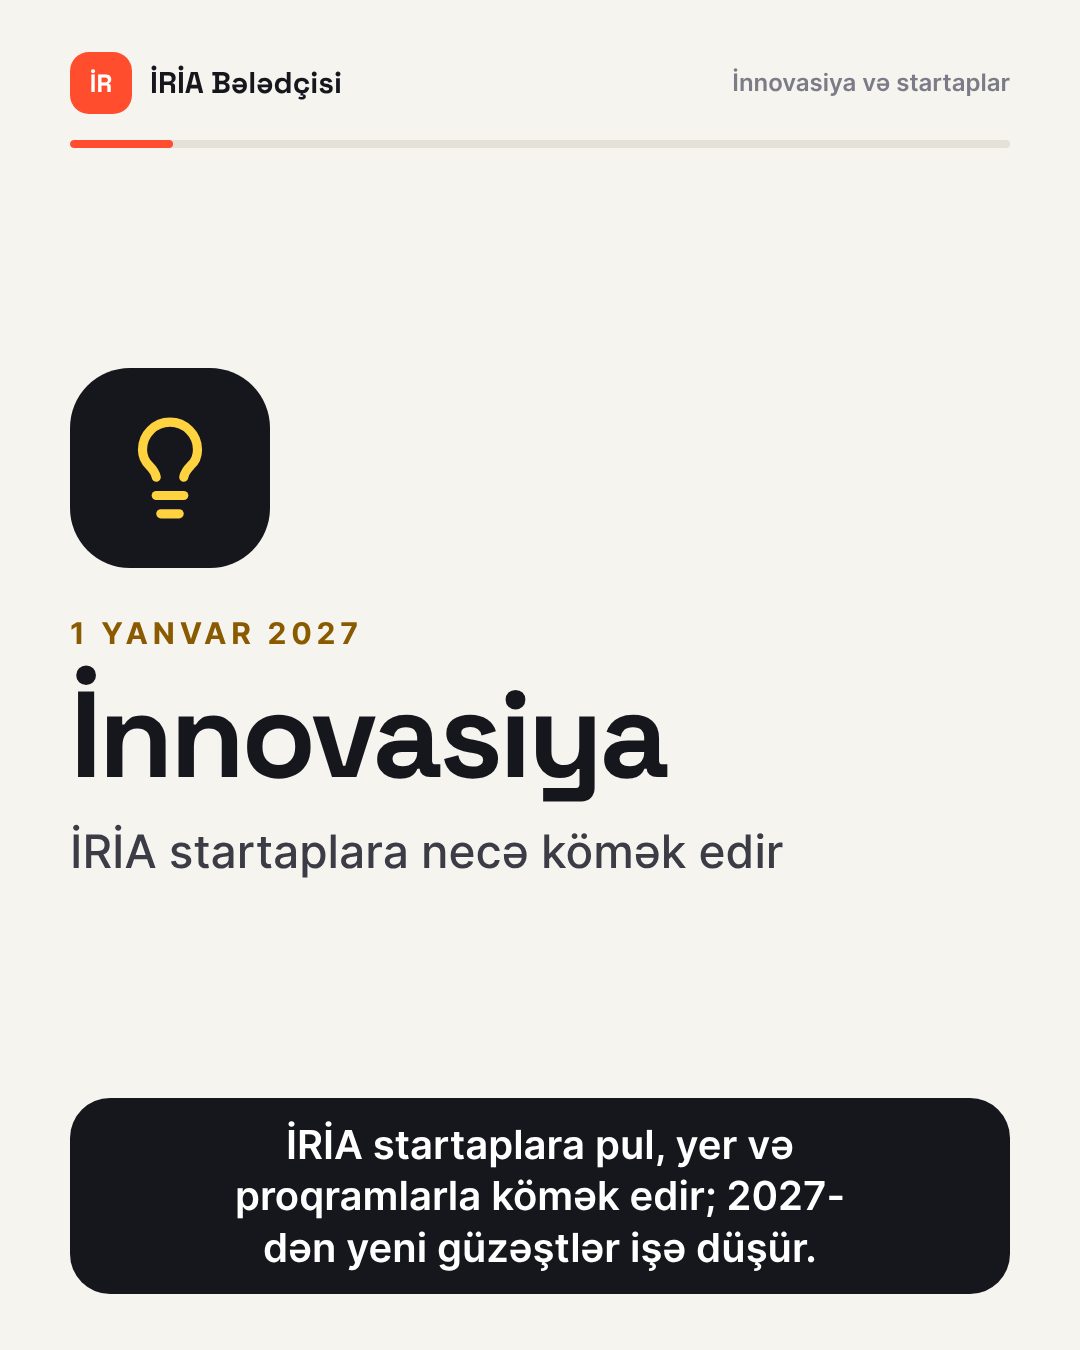 İR
İRİA Bələdçisi
İnnovasiya və startaplar
1 YANVAR 2027
İnnovasiya
İRİA startaplara necə kömək edir
İRİA startaplara pul, yer və
proqramlarla kömək edir; 2027-
dən yeni güzəştlər işə düşür.